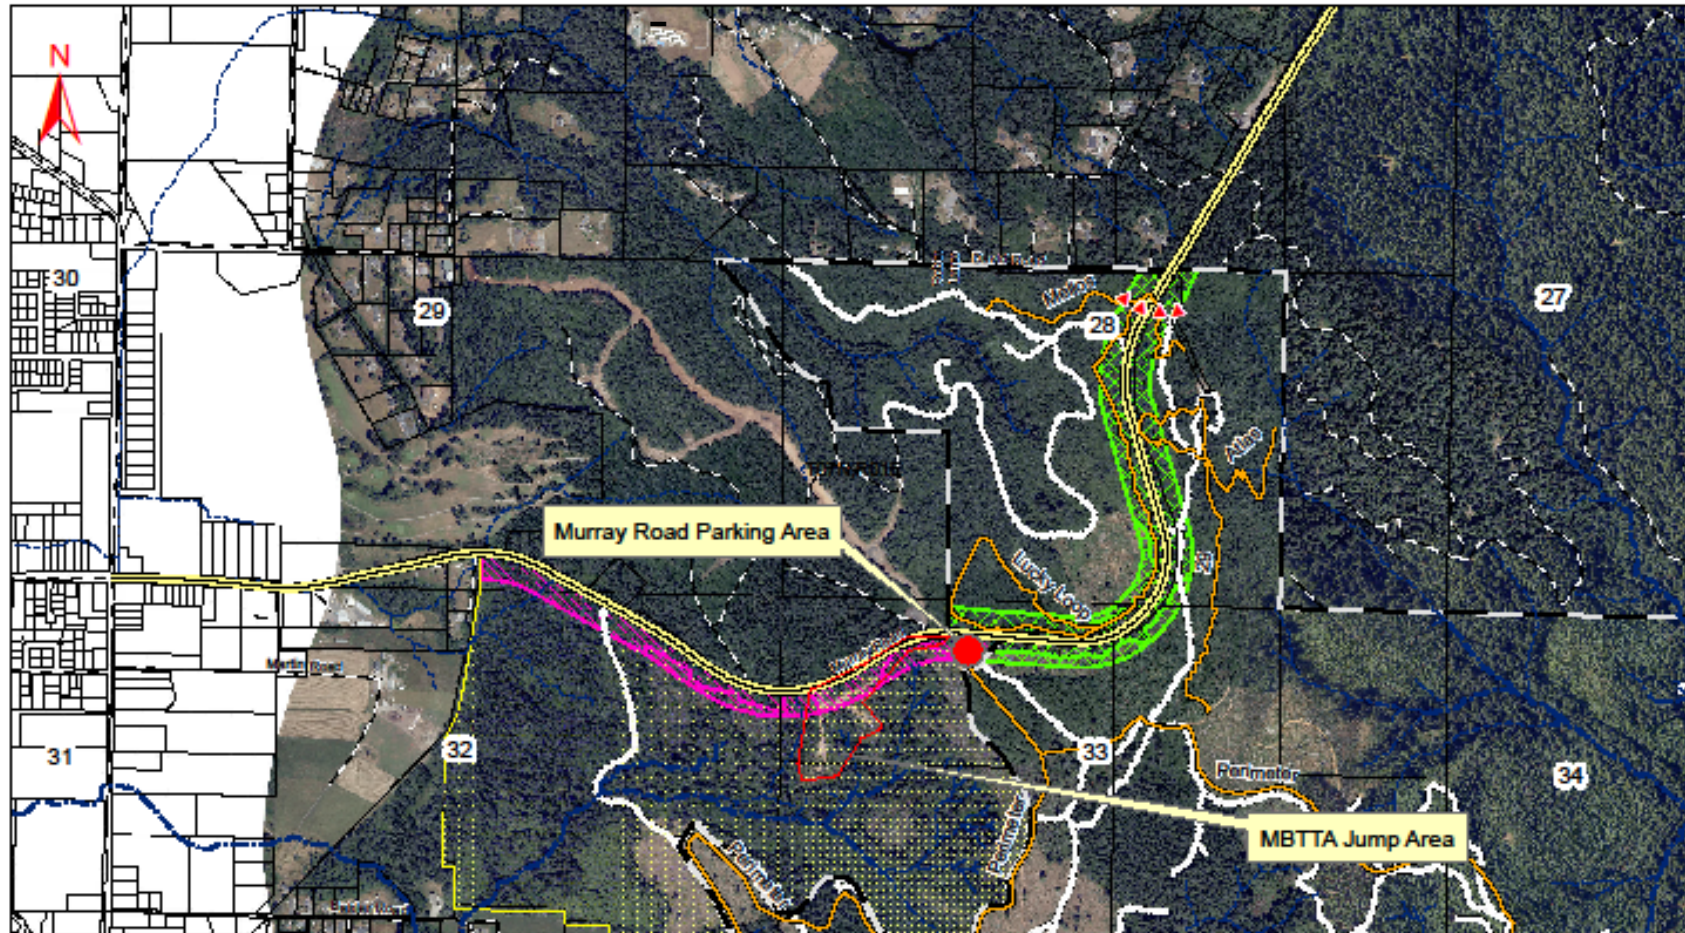 N
30
29
28
27
Murray Road Parking Area
Lucky Loop
Martin Road
31
32
33
34
Perimeter
Perimeter
MBTTA Jump Area